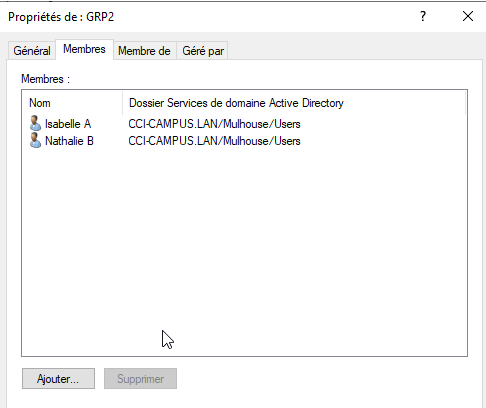 Propriétés de : GRP2
Général Membres Membre de Géré par
Membres :
Nom Dossier Services de domaine Active Directory
Isabelle A CCI-CAMPUS.LAN/Mulhouse/Users
Nathalie B CCI-CAMPUS.LAN/Mulhouse/Users
Ajouter... Supprimer